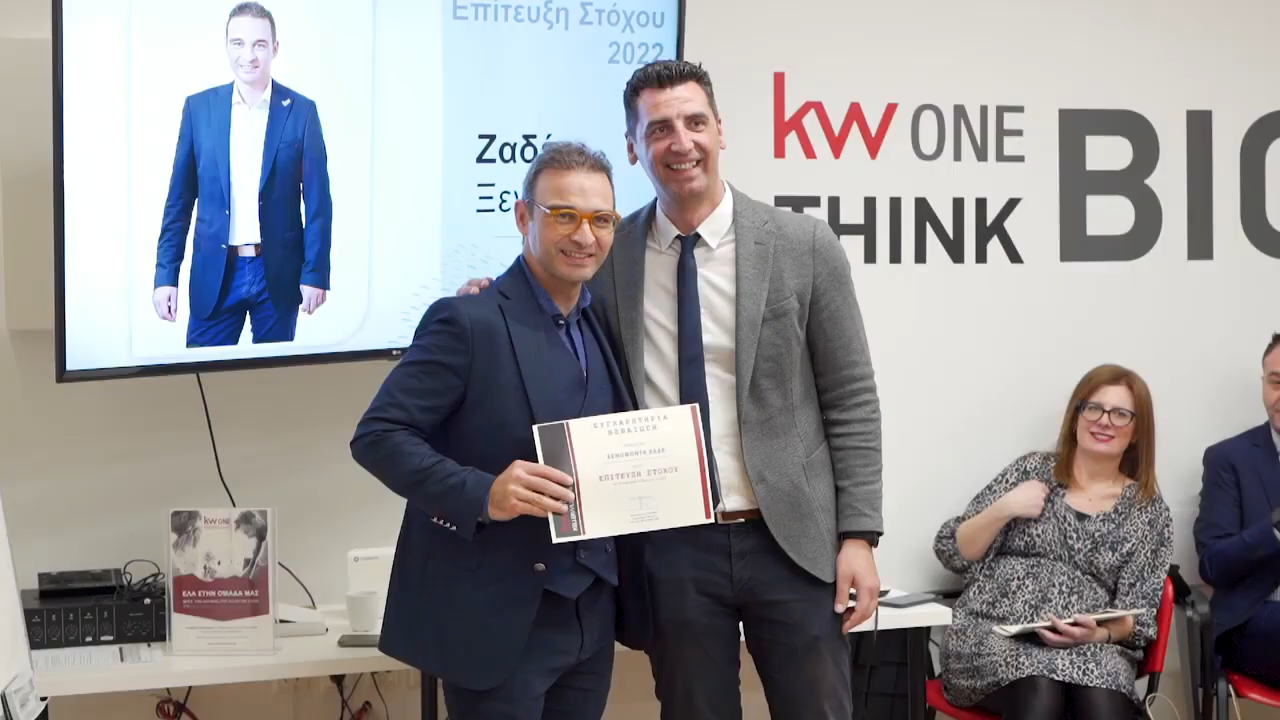 Επίτευξη Στόχου
2022
Ζαδέ
Ξεν
kw ONE
THINK BIG
ΣΥΓΧΑΡΗΤΗΡΙΑ
ΒΕΒΑΙΩΣΗ
ΞΕΝΟΦΩΝΤΑ ΖΑΔΕ
ΕΠΙΤΕΥΞΗ ΣΤΟΧΟΥ
kw ONE
ΕΛΑ ΣΤΗΝ ΟΜΑΔΑ ΜΑΣ